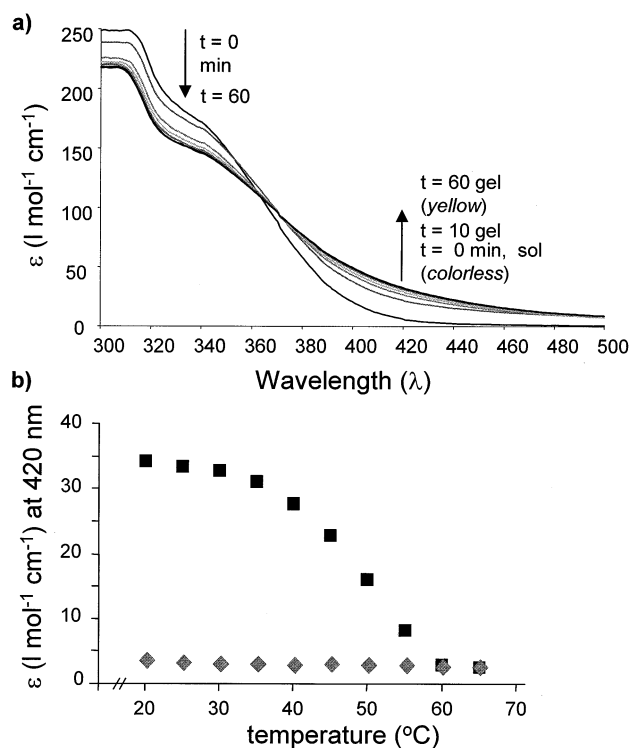 a)
250
200
150
100
50
0
ε (l mol⁻¹ cm⁻¹)
t = 0
min
t = 60
t = 60 gel
(yellow)
t = 10 gel
t = 0 min, sol
(colorless)
300 320 340 360 380 400 420 440 460 480 500
Wavelength (λ)
b)
40
30
20
10
0
ε (l mol⁻¹ cm⁻¹) at 420 nm
20 30 40 50 60 70
temperature (ºC)